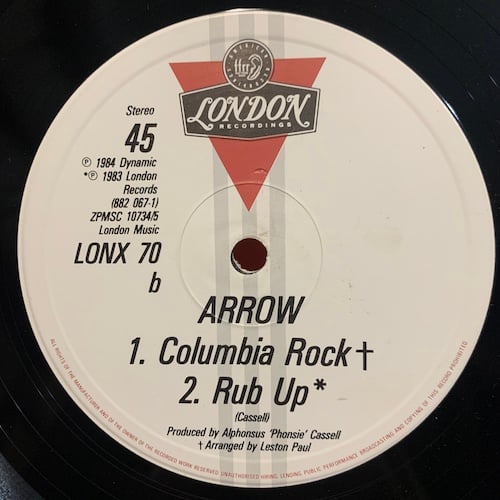 ffrr
LONDON
RECORDINGS
Stereo
45
℗ 1984 Dynamic
*℗ 1983 London
Records
(882 067-1)
ZPMSC 10734/5
London Music
LONX 70
b
ARROW
1. Columbia Rock†
2. Rub Up*
(Cassell)
Produced by Alphonsus 'Phonsie' Cassell
† Arranged by Leston Paul
ALL RIGHTS OF THE MANUFACTURER AND OF THE OWNER OF THE RECORDED WORK RESERVED UNAUTHORISED HIRING, LENDING, PUBLIC PERFORMANCE, BROADCASTING AND COPYING OF THIS RECORD PROHIBITED